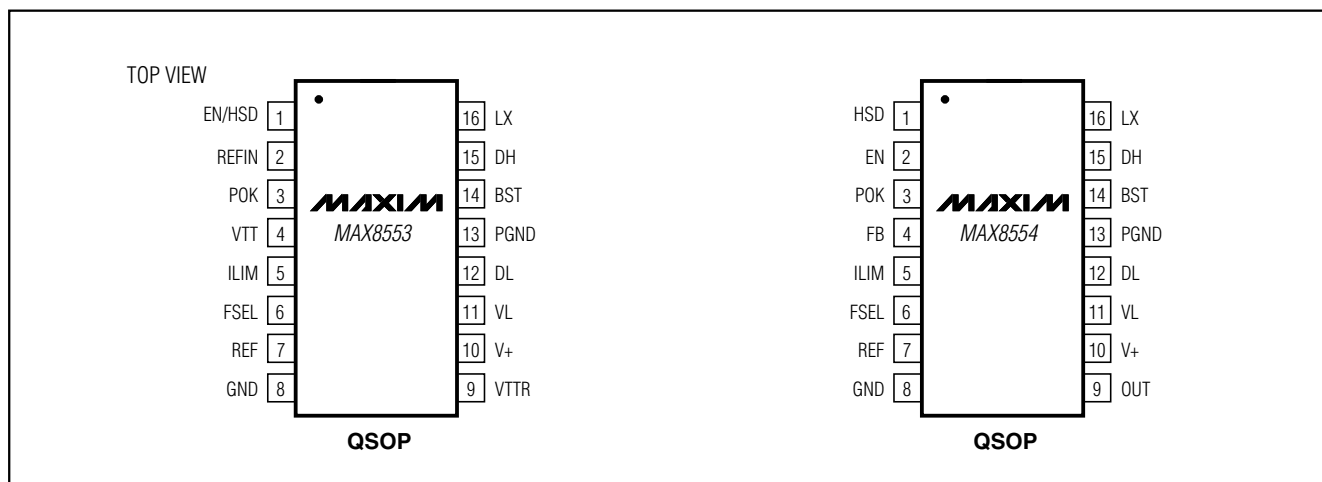 TOP VIEW
EN/HSD 1 16 LX
REFIN 2 15 DH
POK 3 14 BST
VTT 4 13 PGND
ILIM 5 12 DL
FSEL 6 11 VL
REF 7 10 V+
GND 8 9 VTTR
MAXIM
MAX8553
QSOP
HSD 1 16 LX
EN 2 15 DH
POK 3 14 BST
FB 4 13 PGND
ILIM 5 12 DL
FSEL 6 11 VL
REF 7 10 V+
GND 8 9 OUT
MAXIM
MAX8554
QSOP